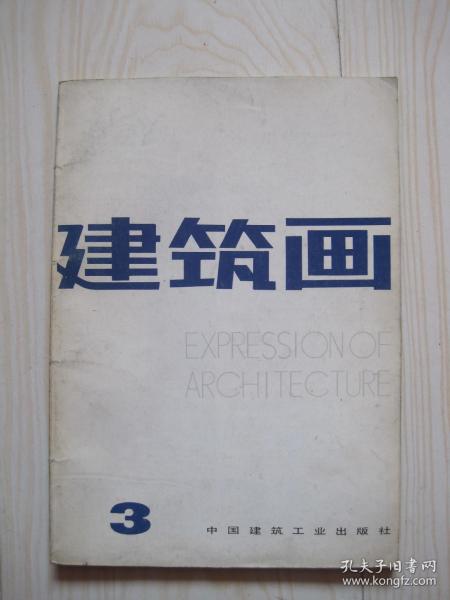 建筑画
EXPRESSION OF
ARCHITECTURE
3
中国建筑工业出版社
孔夫子旧书网
www.kongfz.com